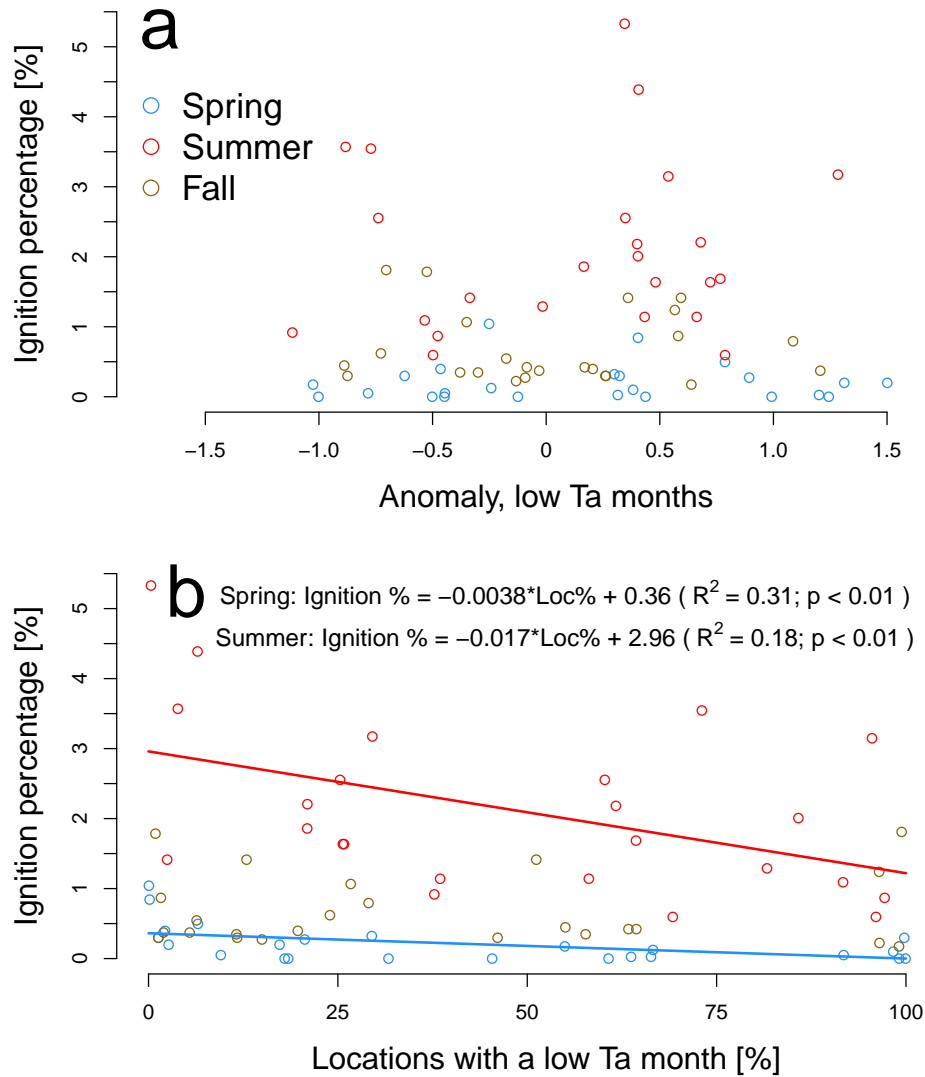 a
Ignition percentage [%]
5
4
3
2
1
0
Spring
Summer
Fall
−1.5 −1.0 −0.5 0 0.5 1.0 1.5
Anomaly, low Ta months
b
Spring: Ignition % = −0.0038*Loc% + 0.36 ( R² = 0.31; p < 0.01 )
Summer: Ignition % = −0.017*Loc% + 2.96 ( R² = 0.18; p < 0.01 )
Ignition percentage [%]
5
4
3
2
1
0
0 25 50 75 100
Locations with a low Ta month [%]